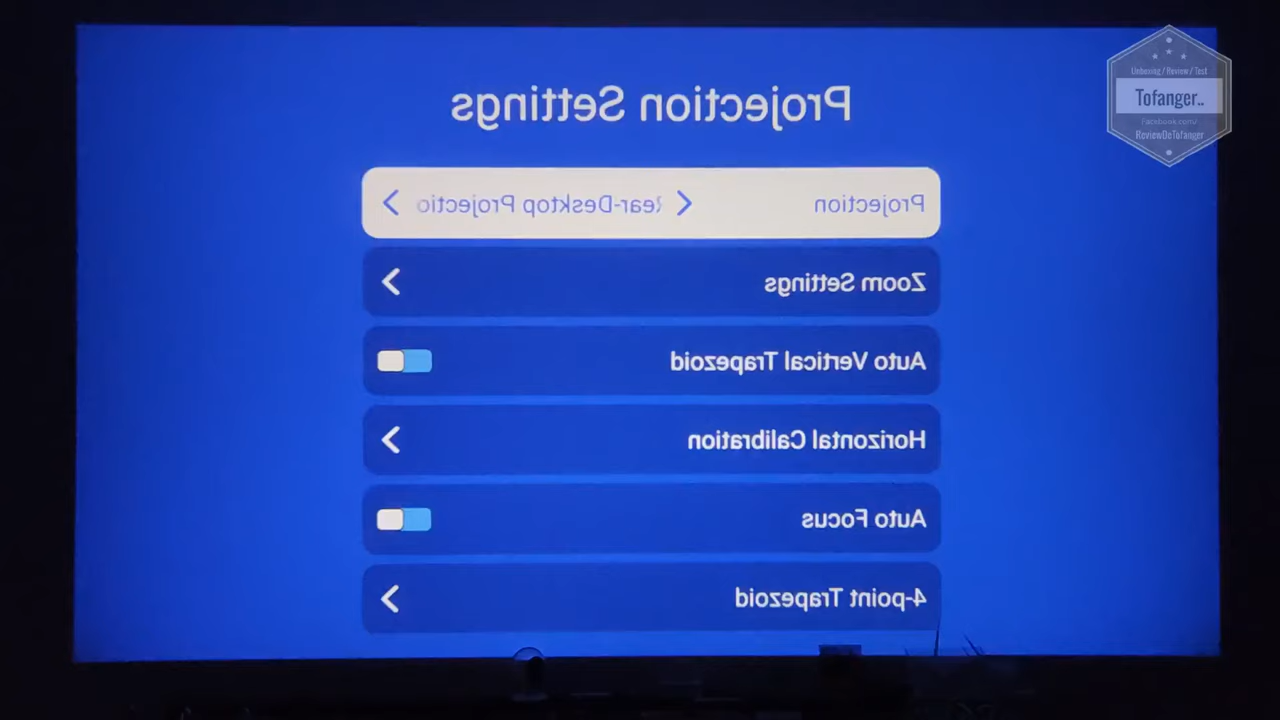 Projection Settings
Projection Rear-Desktop Projectio
Zoom Settings
Auto Vertical Trapezoid
Horizontal Calibration
Auto Focus
4-point Trapezoid
Unboxing / Review / Test
Tofanger..
Facebook.com/
ReviewDeTofanger